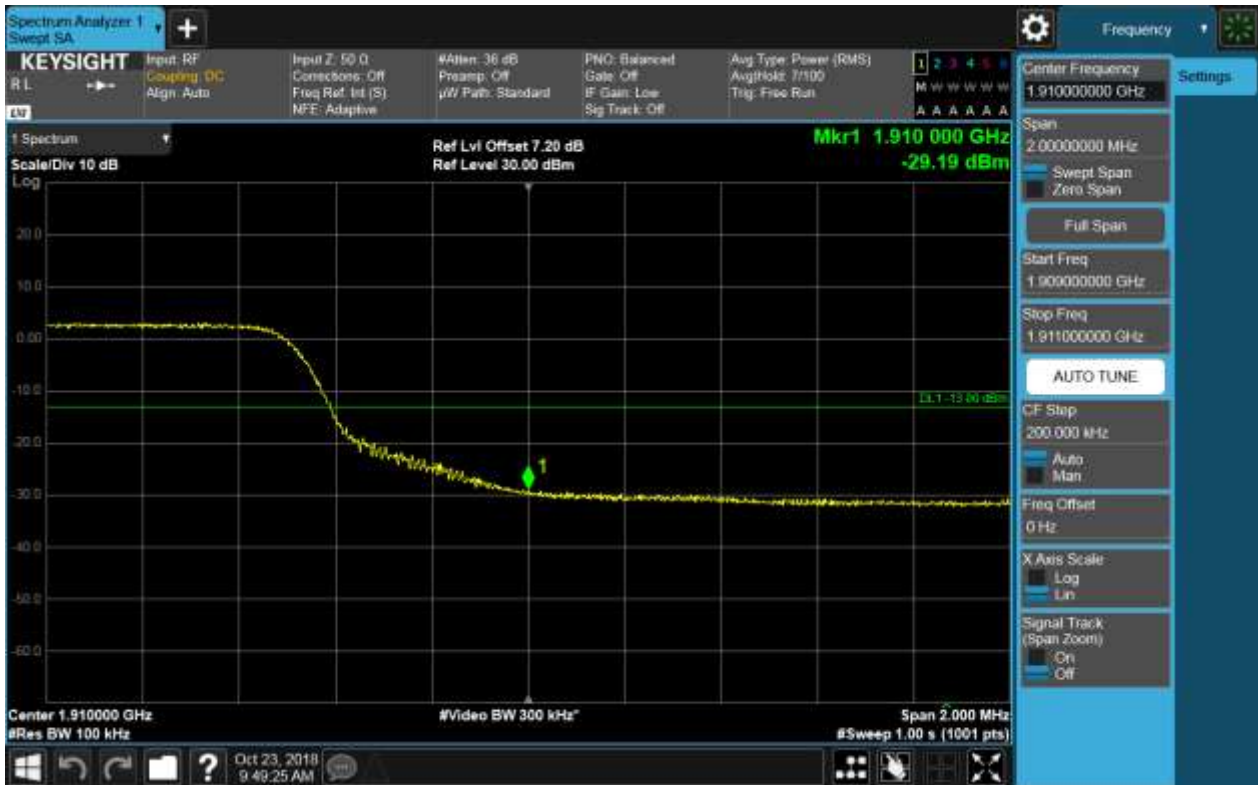 Spectrum Analyzer 1
Swept SA
+
Frequency
KEYSIGHT
Input: RF
Input Z: 50 Ω
#Atten: 36 dB
PNO: Balanced
Avg Type: Power (RMS)
1 2 3 4 5 6
R L
Coupling: DC
Corrections: Off
Preamp: Off
Gate: Off
Avg|Hold: 7/100
M W W W W W
Align: Auto
Freq Ref: Int (S)
µW Path: Standard
IF Gain: Low
Trig: Free Run
NFE: Adaptive
Sig Track: Off
A A A A A A
1 Spectrum
Scale/Div 10 dB
Log
Ref Lvl Offset 7.20 dB
Ref Level 30.00 dBm
Mkr1 1.910 000 GHz
-29.19 dBm
20.0
10.0
0.00
-10.0
-20.0
-30.0
-40.0
-50.0
-60.0
DL1 -13.00 dBm
1
Center 1.910000 GHz
#Video BW 300 kHz*
Span 2.000 MHz
#Res BW 100 kHz
#Sweep 1.00 s (1001 pts)
?
Oct 23, 2018
9:49:25 AM
Center Frequency
1.910000000 GHz
Settings
Span
2.00000000 MHz
Swept Span
Zero Span
Full Span
Start Freq
1.909000000 GHz
Stop Freq
1.911000000 GHz
AUTO TUNE
CF Step
200.000 kHz
Auto
Man
Freq Offset
0 Hz
X Axis Scale
Log
Lin
Signal Track
(Span Zoom)
On
Off